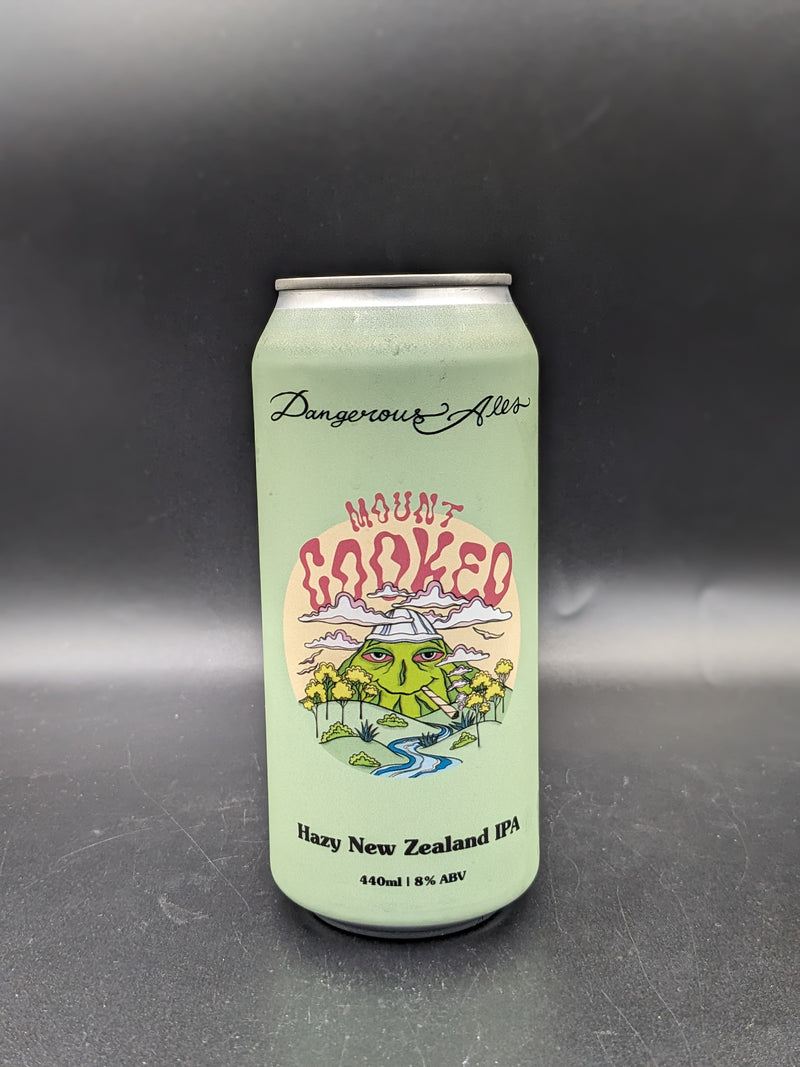 Dangerous Ales
MOUNT
COOKED
Hazy New Zealand IPA
440ml | 8% ABV